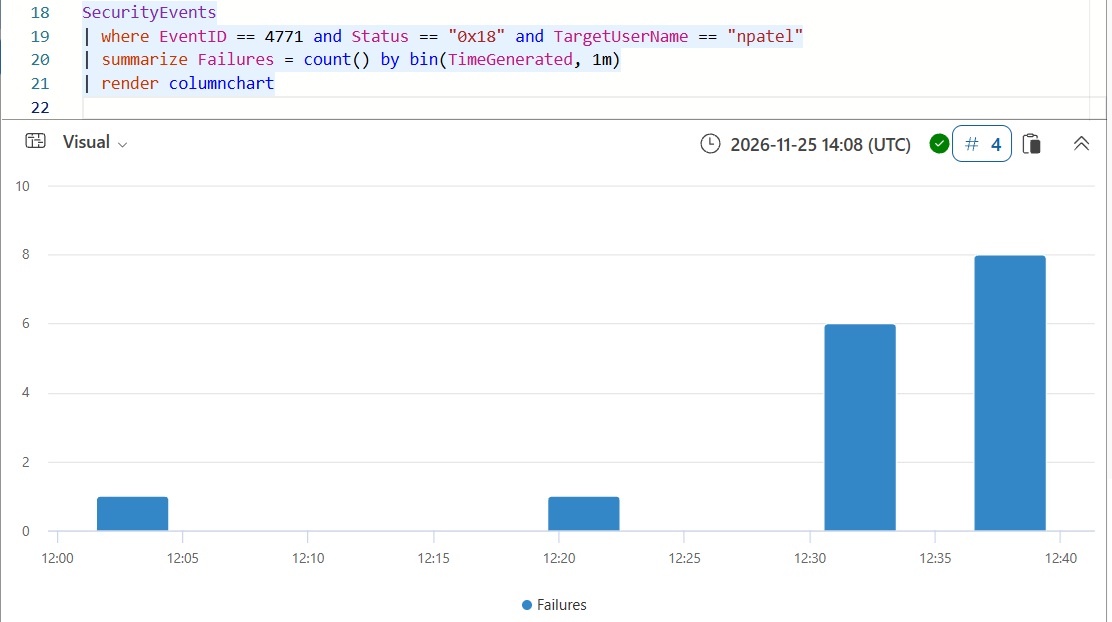 18 SecurityEvents
19 | where EventID == 4771 and Status == "0x18" and TargetUserName == "npatel"
20 | summarize Failures = count() by bin(TimeGenerated, 1m)
21 | render columnchart
22
Visual 2026-11-25 14:08 (UTC) # 4
10
8
6
4
2
0
12:00 12:05 12:10 12:15 12:20 12:25 12:30 12:35 12:40
Failures